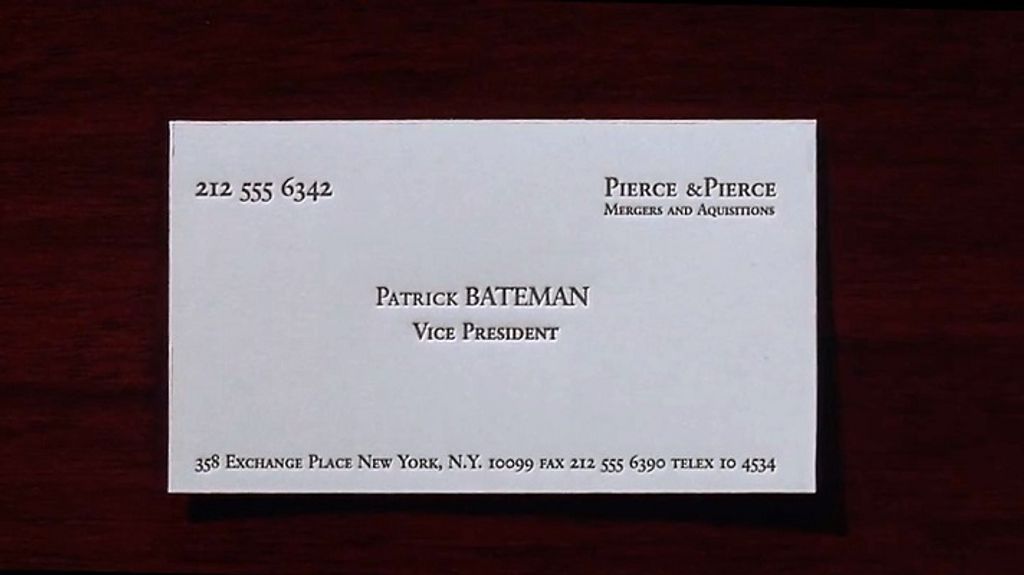 212 555 6342
PIERCE &PIERCE
MERGERS AND AQUISITIONS
PATRICK BATEMAN
VICE PRESIDENT
358 EXCHANGE PLACE NEW YORK, N.Y. 10099 FAX 212 555 6390 TELEX 10 4534